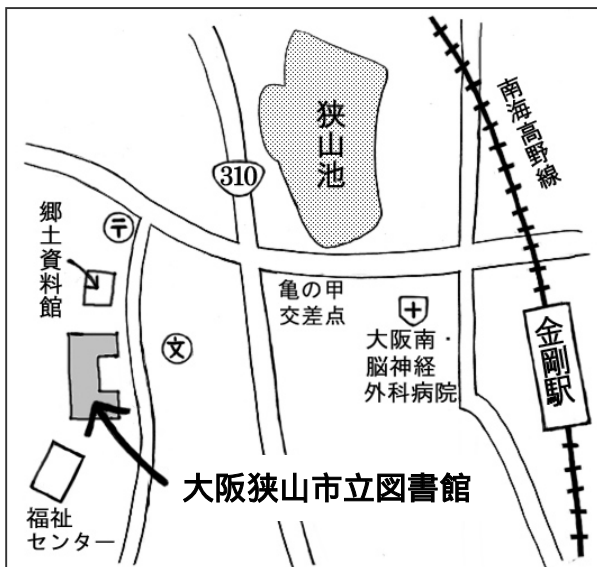 南海高野線
狭山池
310
郷土資料館
〒
亀の甲
交差点
文
大阪南・
脳神経
外科病院
金剛駅
大阪狭山市立図書館
福祉
センター